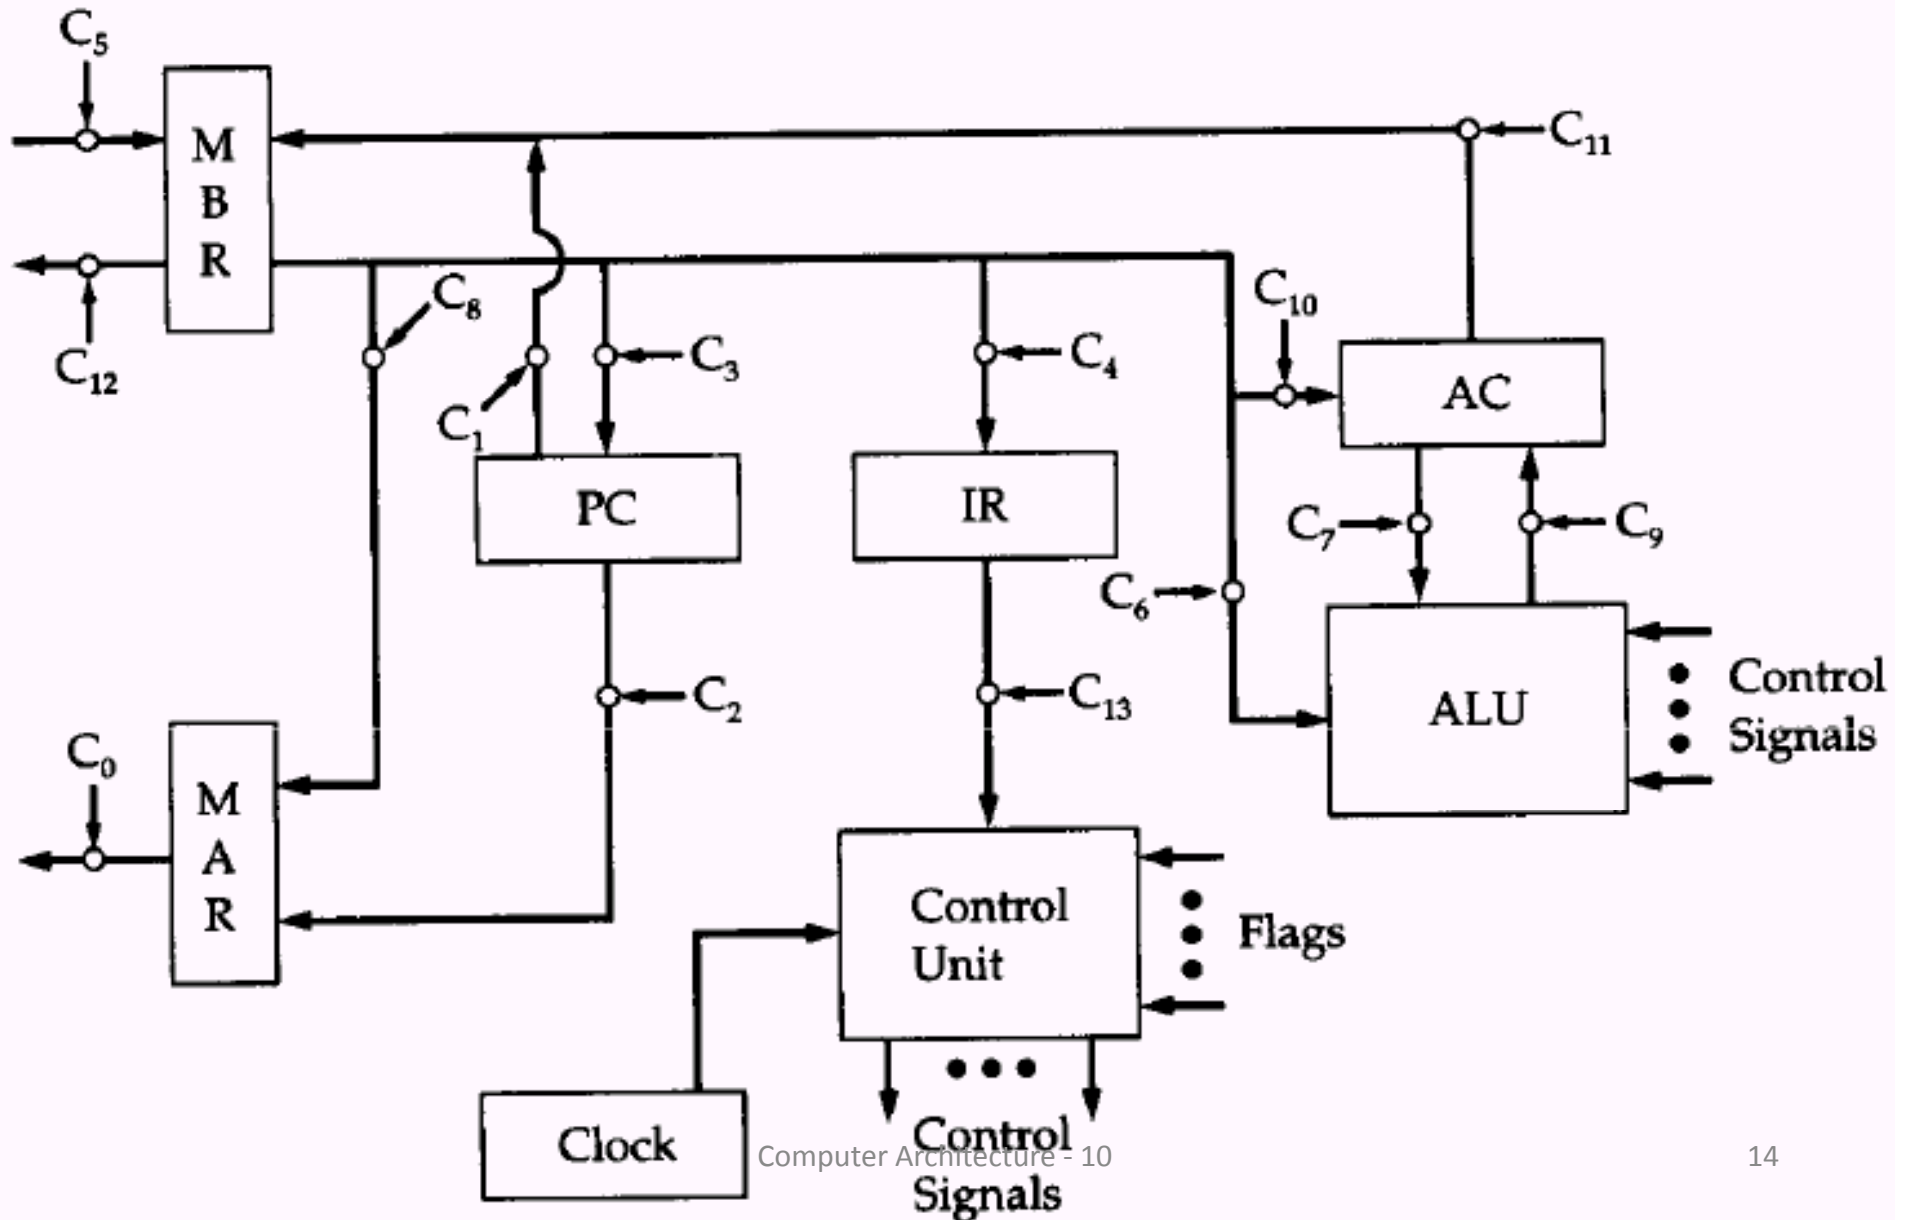 C5
M
B
R
C11
C12
C8
C1
C3
C4
C10
AC
PC
IR
C7
C9
C6
C2
C13
ALU
Control
Signals
C0
M
A
R
Control
Unit
Flags
Clock
Control
Signals
Computer Architecture - 10
14